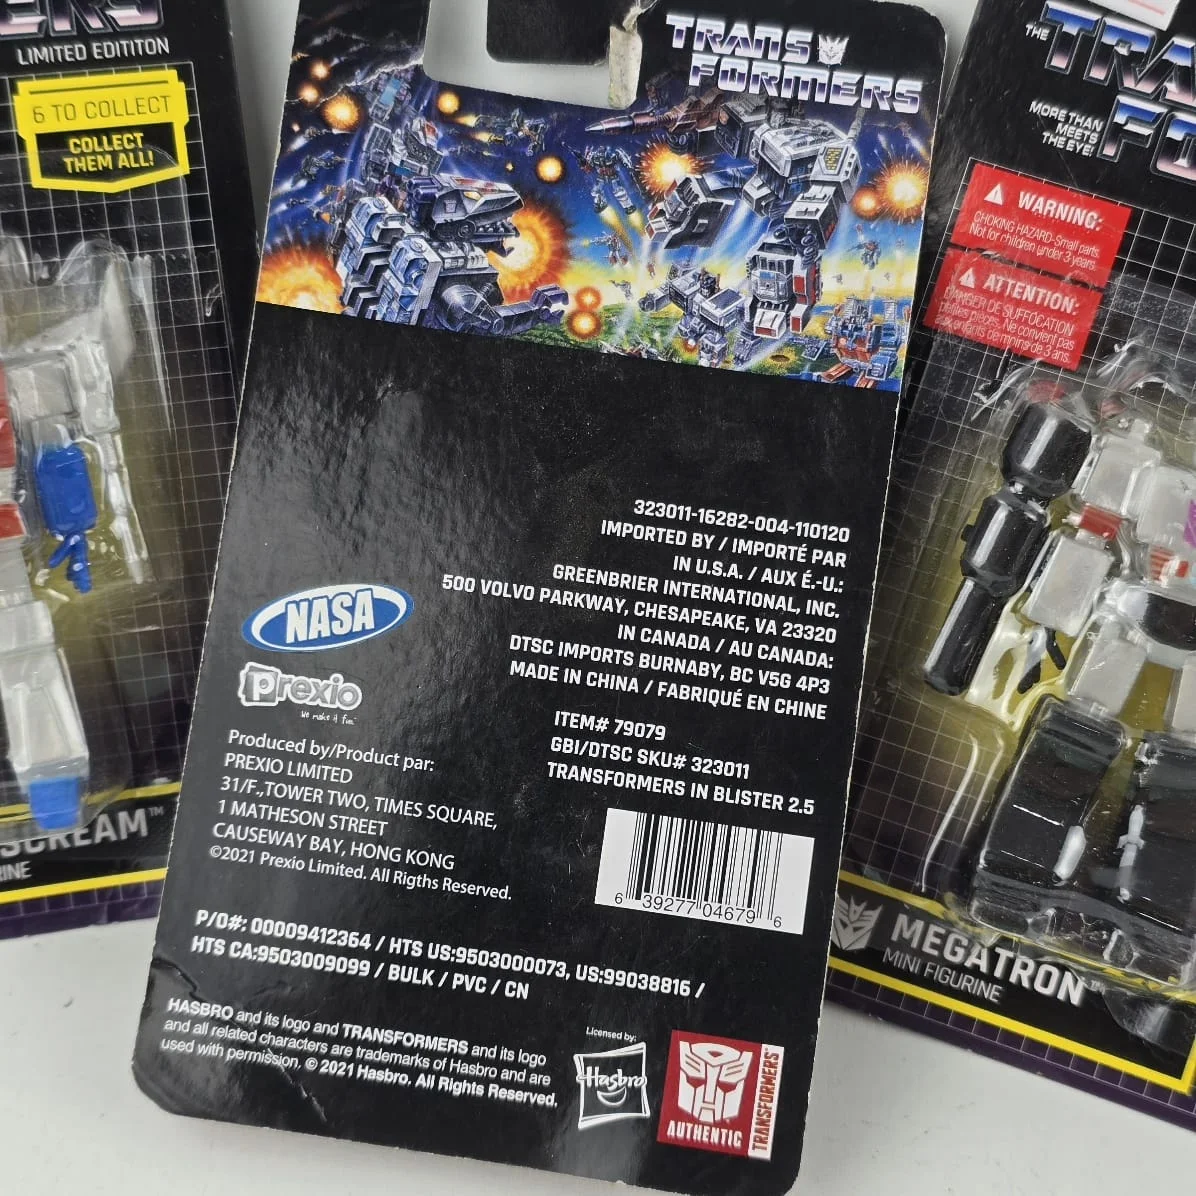 LIMITED EDITITON
6 TO COLLECT
COLLECT
THEM ALL!
SCREAM™
TRANS
FORMERS
323011-16282-004-110120
IMPORTED BY / IMPORTÉ PAR
IN U.S.A. / AUX É.-U.:
GREENBRIER INTERNATIONAL, INC.
500 VOLVO PARKWAY, CHESAPEAKE, VA 23320
IN CANADA / AU CANADA:
DTSC IMPORTS BURNABY, BC V5G 4P3
MADE IN CHINA / FABRIQUÉ EN CHINE
ITEM# 79079
GBI/DTSC SKU# 323011
TRANSFORMERS IN BLISTER 2.5
6 39277 04679 6
NASA
prexio
We make it fun.
Produced by/Product par:
PREXIO LIMITED
31/F.,TOWER TWO, TIMES SQUARE,
1 MATHESON STREET
CAUSEWAY BAY, HONG KONG
©2021 Prexio Limited. All Rigths Reserved.
P/O#: 00009412364 / HTS US:9503000073, US:99038816 /
HTS CA:9503009099 / BULK / PVC / CN
HASBRO and its logo and TRANSFORMERS and its logo
and all related characters are trademarks of Hasbro and are
used with permission. © 2021 Hasbro. All Rights Reserved.
Licensed by:
Hasbro
AUTHENTIC
TRANSFORMERS
THE
MORE THAN
MEETS
THE EYE!
WARNING:
CHOKING HAZARD-Small parts.
Not for children under 3 years.
ATTENTION:
DANGER DE SUFFOCATION
petites pièces. Ne convient pas
aux enfants de moins de 3 ans.
MEGATRON™
MINI FIGURINE